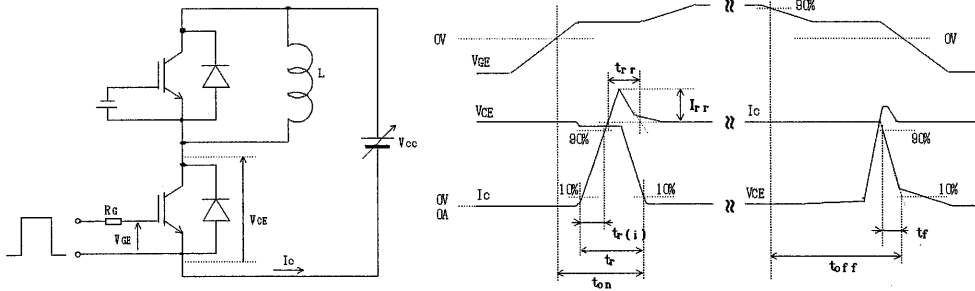 L
Vcc
RG
VGE
VCE
Ic
0V
VGE
trr
Irr
VCE
90%
10%
10%
0V
0A
Ic
tr(i)
tr
ton
90%
0V
Ic
90%
10%
VCE
tf
toff